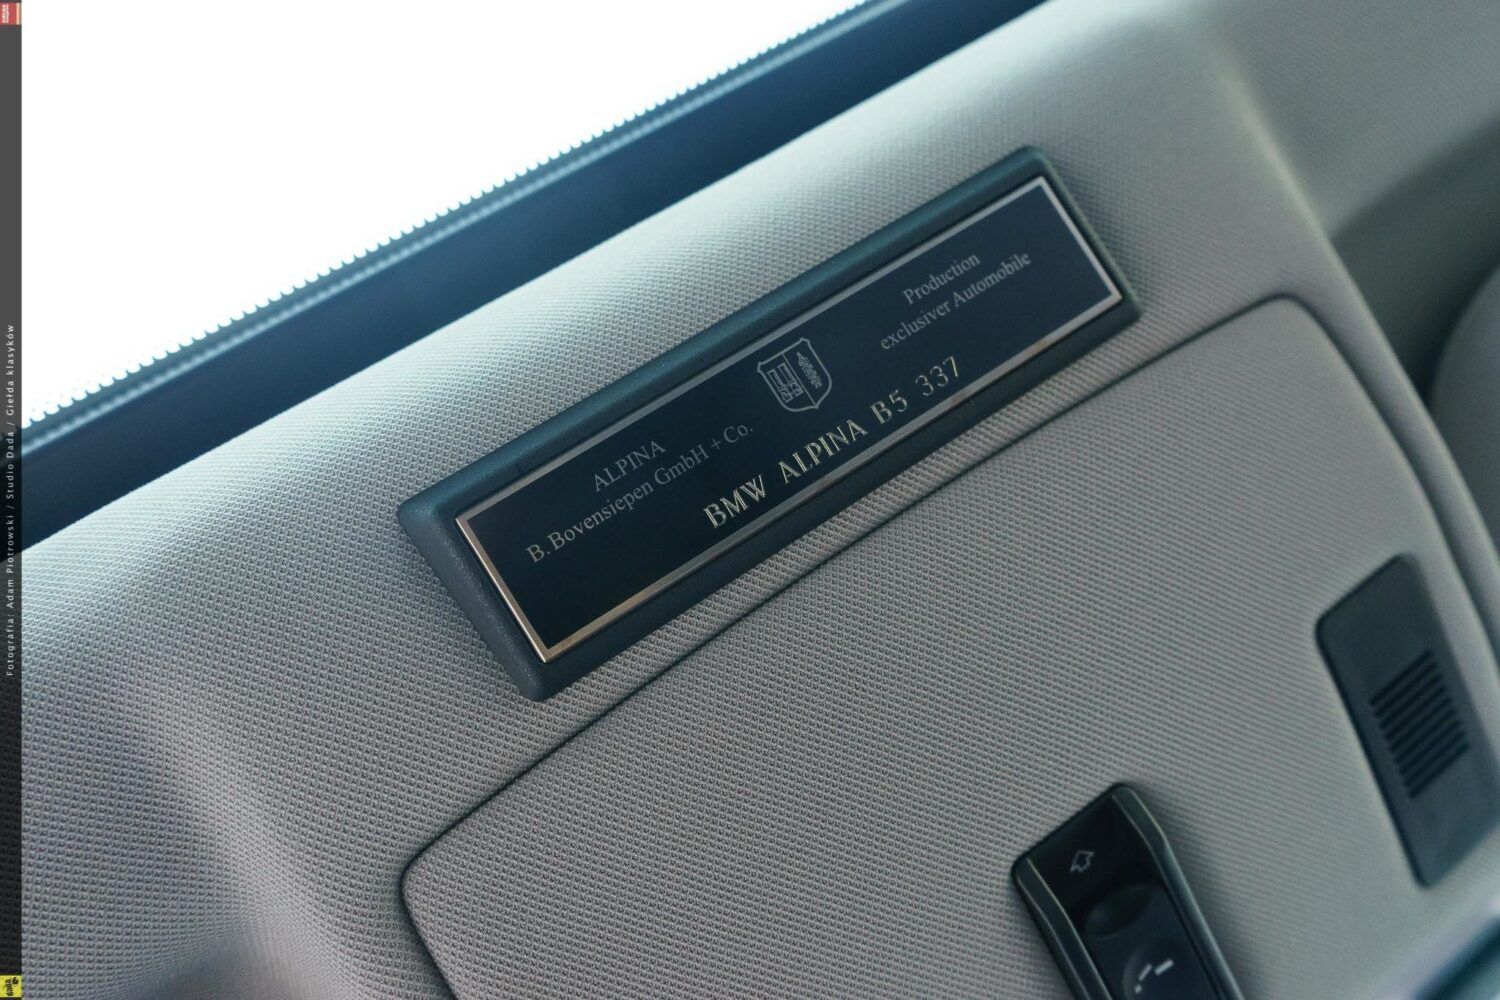 ALPINA
B. Bovensiepen GmbH + Co.
Production
exclusiver Automobile
BMW ALPINA B5 337
Fotografia: Adam Piotrowski / Studio Dada / Giełda klasyków